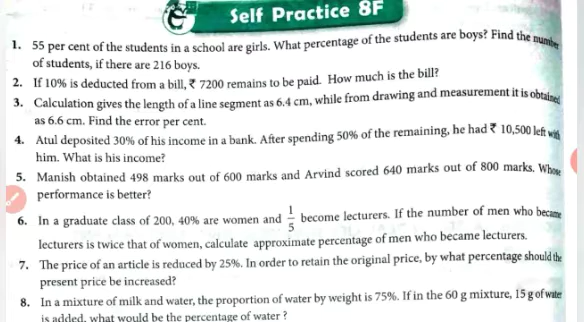 Self Practice 8F
1. 55 per cent of the students in a school are girls. What percentage of the students are boys? Find the number
of students, if there are 216 boys.
2. If 10% is deducted from a bill, ₹ 7200 remains to be paid. How much is the bill?
3. Calculation gives the length of a line segment as 6.4 cm, while from drawing and measurement it is obtained
as 6.6 cm. Find the error per cent.
4. Atul deposited 30% of his income in a bank. After spending 50% of the remaining, he had ₹ 10,500 left with
him. What is his income?
5. Manish obtained 498 marks out of 600 marks and Arvind scored 640 marks out of 800 marks. Whose
performance is better?
6. In a graduate class of 200, 40% are women and 1/5 become lecturers. If the number of men who became
lecturers is twice that of women, calculate approximate percentage of men who became lecturers.
7. The price of an article is reduced by 25%. In order to retain the original price, by what percentage should the
present price be increased?
8. In a mixture of milk and water, the proportion of water by weight is 75%. If in the 60 g mixture, 15 g of water
is added, what would be the percentage of water ?